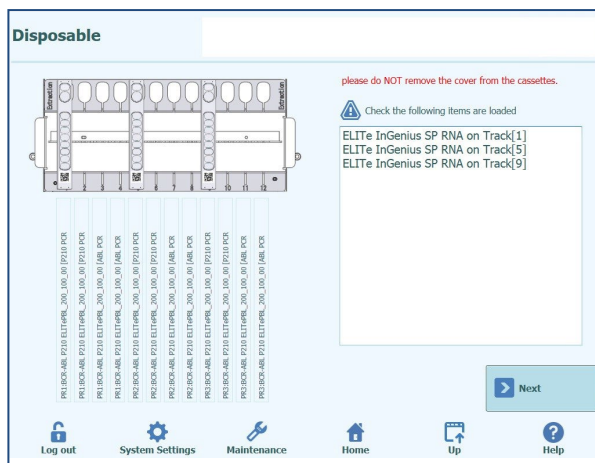 Disposable
please do NOT remove the cover from the cassettes.
Check the following items are loaded
ELITe InGenius SP RNA on Track[1]
ELITe InGenius SP RNA on Track[5]
ELITe InGenius SP RNA on Track[9]
Extraction
Extraction
2 3 4 6 7 8 10 11 12
PR1:BCR-ABL P210 ELITePBL_200_100_00 [P210 PCR
PR1:BCR-ABL P210 ELITePBL_200_100_00 [P210 PCR
PR1:BCR-ABL P210 ELITePBL_200_100_00 [ABL PCR
PR1:BCR-ABL P210 ELITePBL_200_100_00 [ABL PCR
PR2:BCR-ABL P210 ELITePBL_200_100_00 [P210 PCR
PR2:BCR-ABL P210 ELITePBL_200_100_00 [P210 PCR
PR2:BCR-ABL P210 ELITePBL_200_100_00 [ABL PCR
PR2:BCR-ABL P210 ELITePBL_200_100_00 [ABL PCR
PR3:BCR-ABL P210 ELITePBL_200_100_00 [P210 PCR
PR3:BCR-ABL P210 ELITePBL_200_100_00 [P210 PCR
PR3:BCR-ABL P210 ELITePBL_200_100_00 [ABL PCR
PR3:BCR-ABL P210 ELITePBL_200_100_00 [ABL PCR
Next
Log out
System Settings
Maintenance
Home
Up
Help